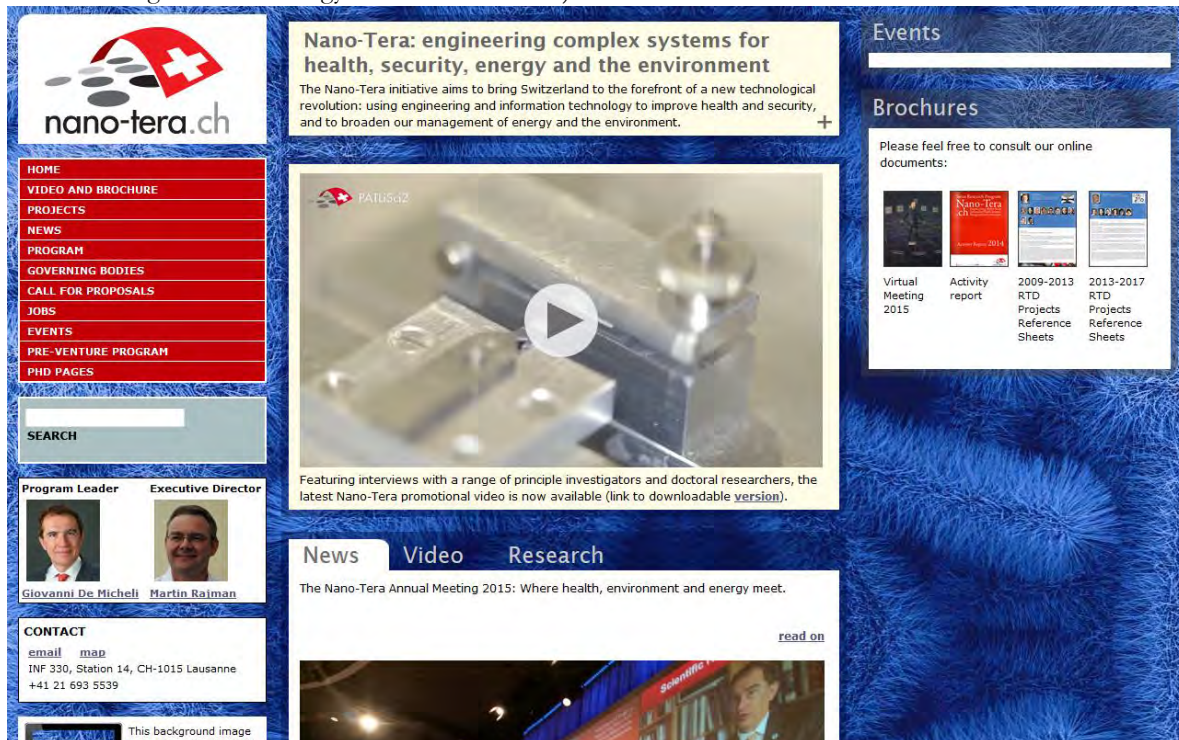 nano-tera.ch
HOME
VIDEO AND BROCHURE
PROJECTS
NEWS
PROGRAM
GOVERNING BODIES
CALL FOR PROPOSALS
JOBS
EVENTS
PRE-VENTURE PROGRAM
PHD PAGES
SEARCH
Program Leader Executive Director
Giovanni De Micheli Martin Rajman
CONTACT
email map
INF 330, Station 14, CH-1015 Lausanne
+41 21 693 5539
This background image
Nano-Tera: engineering complex systems for
health, security, energy and the environment
The Nano-Tera initiative aims to bring Switzerland to the forefront of a new technological
revolution: using engineering and information technology to improve health and security,
and to broaden our management of energy and the environment.
+
PATLiSci2
Featuring interviews with a range of principle investigators and doctoral researchers, the
latest Nano-Tera promotional video is now available (link to downloadable version).
News Video Research
The Nano-Tera Annual Meeting 2015: Where health, environment and energy meet.
read on
Scientific
Events
Brochures
Please feel free to consult our online
documents:
Nano-Tera
.ch
Activity Report 2014
Virtual
Meeting
2015
Activity
report
2009-2013
RTD
Projects
Reference
Sheets
2013-2017
RTD
Projects
Reference
Sheets